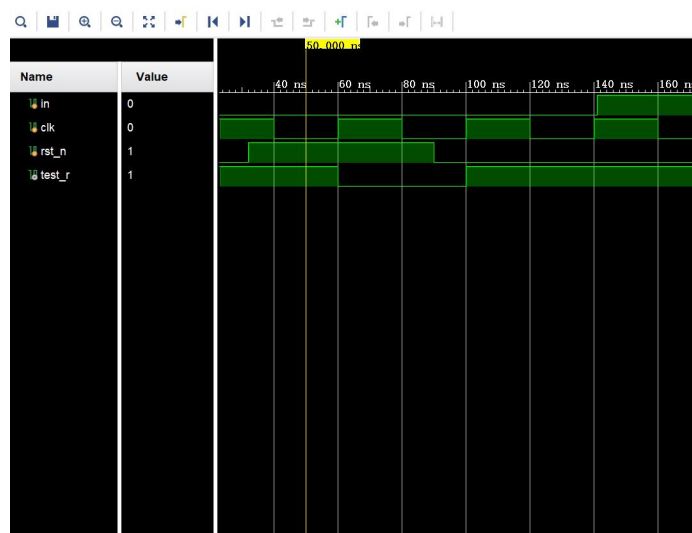 50.000 ns
Name Value
40 ns 60 ns 80 ns 100 ns 120 ns 140 ns 160 n
in 0
clk 0
rst_n 1
test_r 1